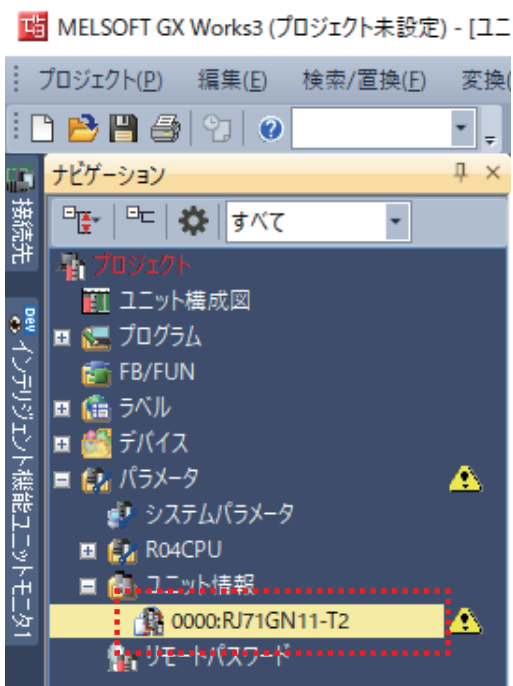 MELSOFT GX Works3 (プロジェクト未設定) - [ユニ
プロジェクト(P) 編集(E) 検索/置換(F) 変換(
ナビゲーション
すべて
接続先
インテリジェント機能ユニットモニタ1
Dev
プロジェクト
ユニット構成図
プログラム
FB/FUN
ラベル
デバイス
パラメータ
システムパラメータ
R04CPU
ユニット情報
0000:RJ71GN11-T2
リモートパスワード